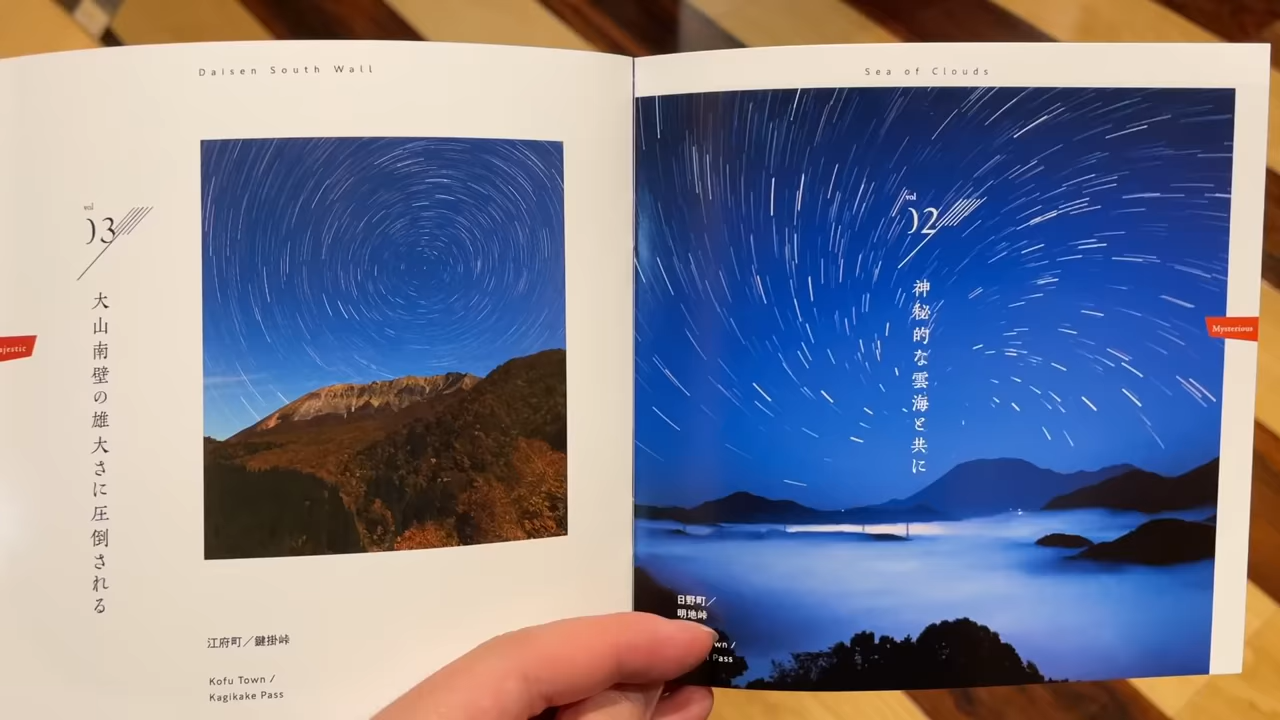 Daisen South Wall
vol
03
大山南壁の雄大さに圧倒される
江府町／鍵掛峠
Kofu Town /
Kagikake Pass
Sea of Clouds
vol
02
神秘的な雲海と共に
Mysterious
日野町／
明地峠
Pass